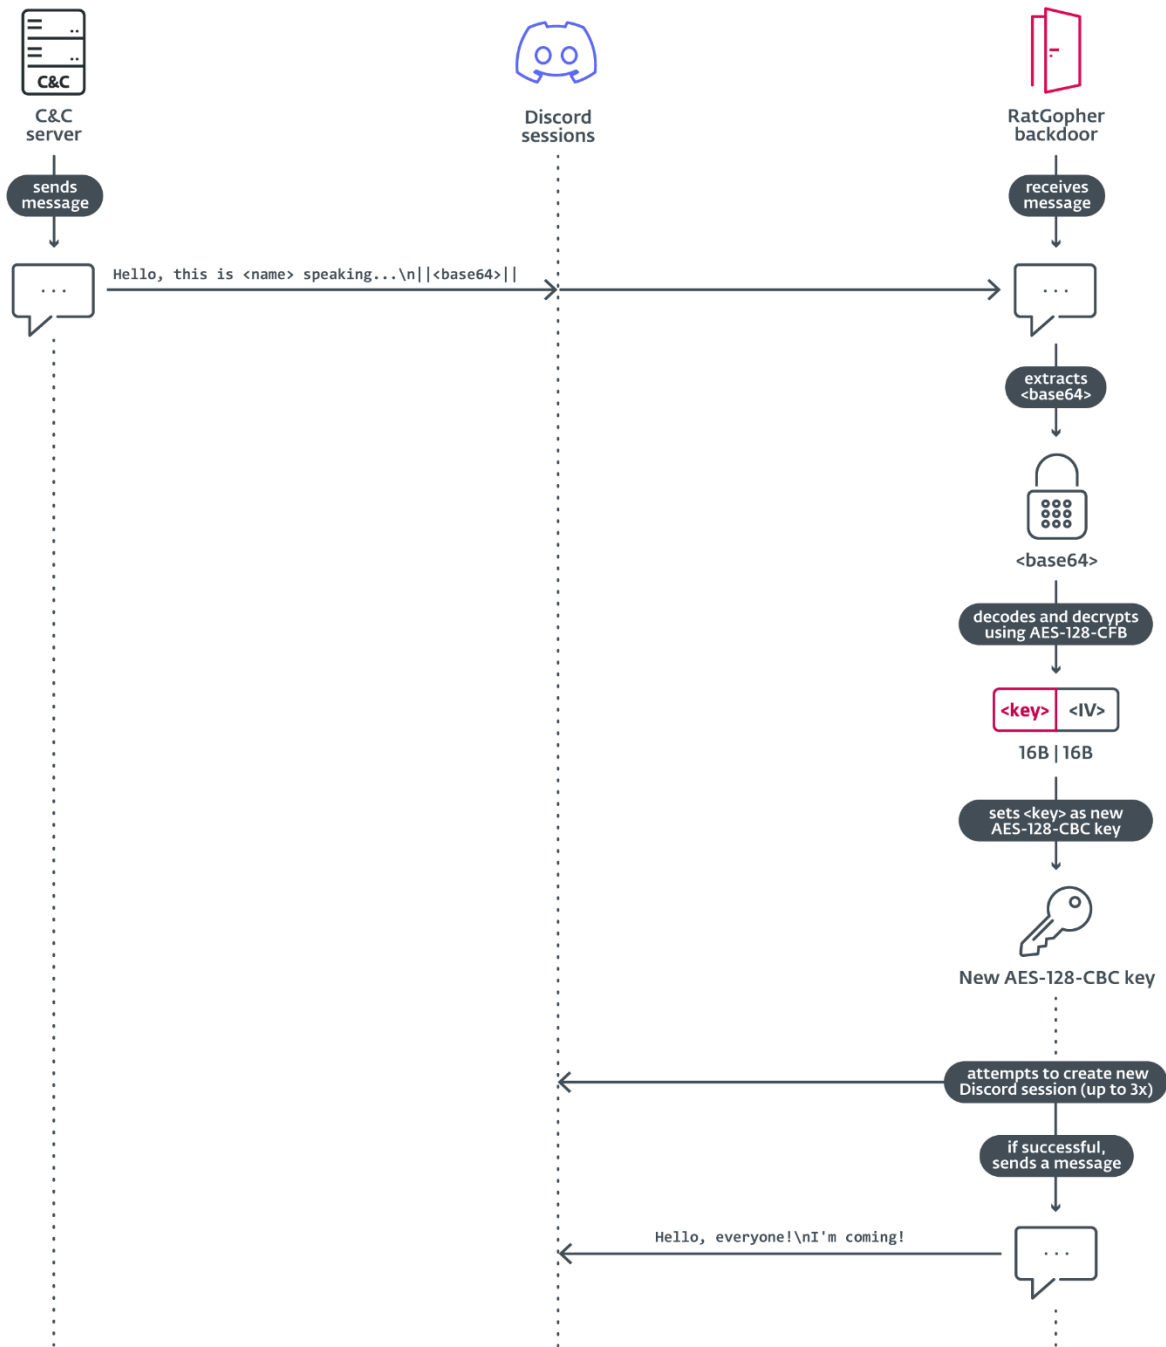 C&C
C&C
server
Discord
sessions
RatGopher
backdoor
sends
message
receives
message
Hello, this is <name> speaking...\n||<base64>||
...
...
extracts
<base64>
<base64>
decodes and decrypts
using AES-128-CFB
<key> <IV>
16B | 16B
sets <key> as new
AES-128-CBC key
New AES-128-CBC key
attempts to create new
Discord session (up to 3x)
if successful,
sends a message
Hello, everyone!\nI'm coming!
...